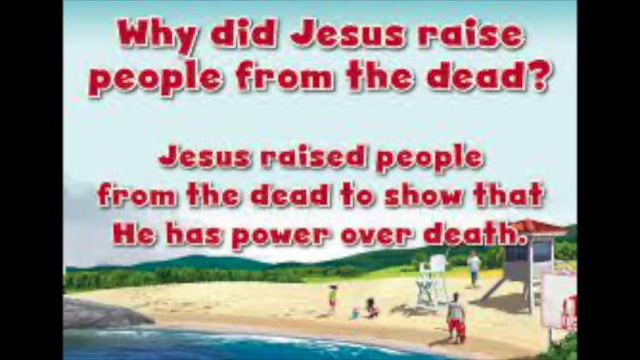 Why did Jesus raise
people from the dead?
Jesus raised people
from the dead to show that
He has power over death.